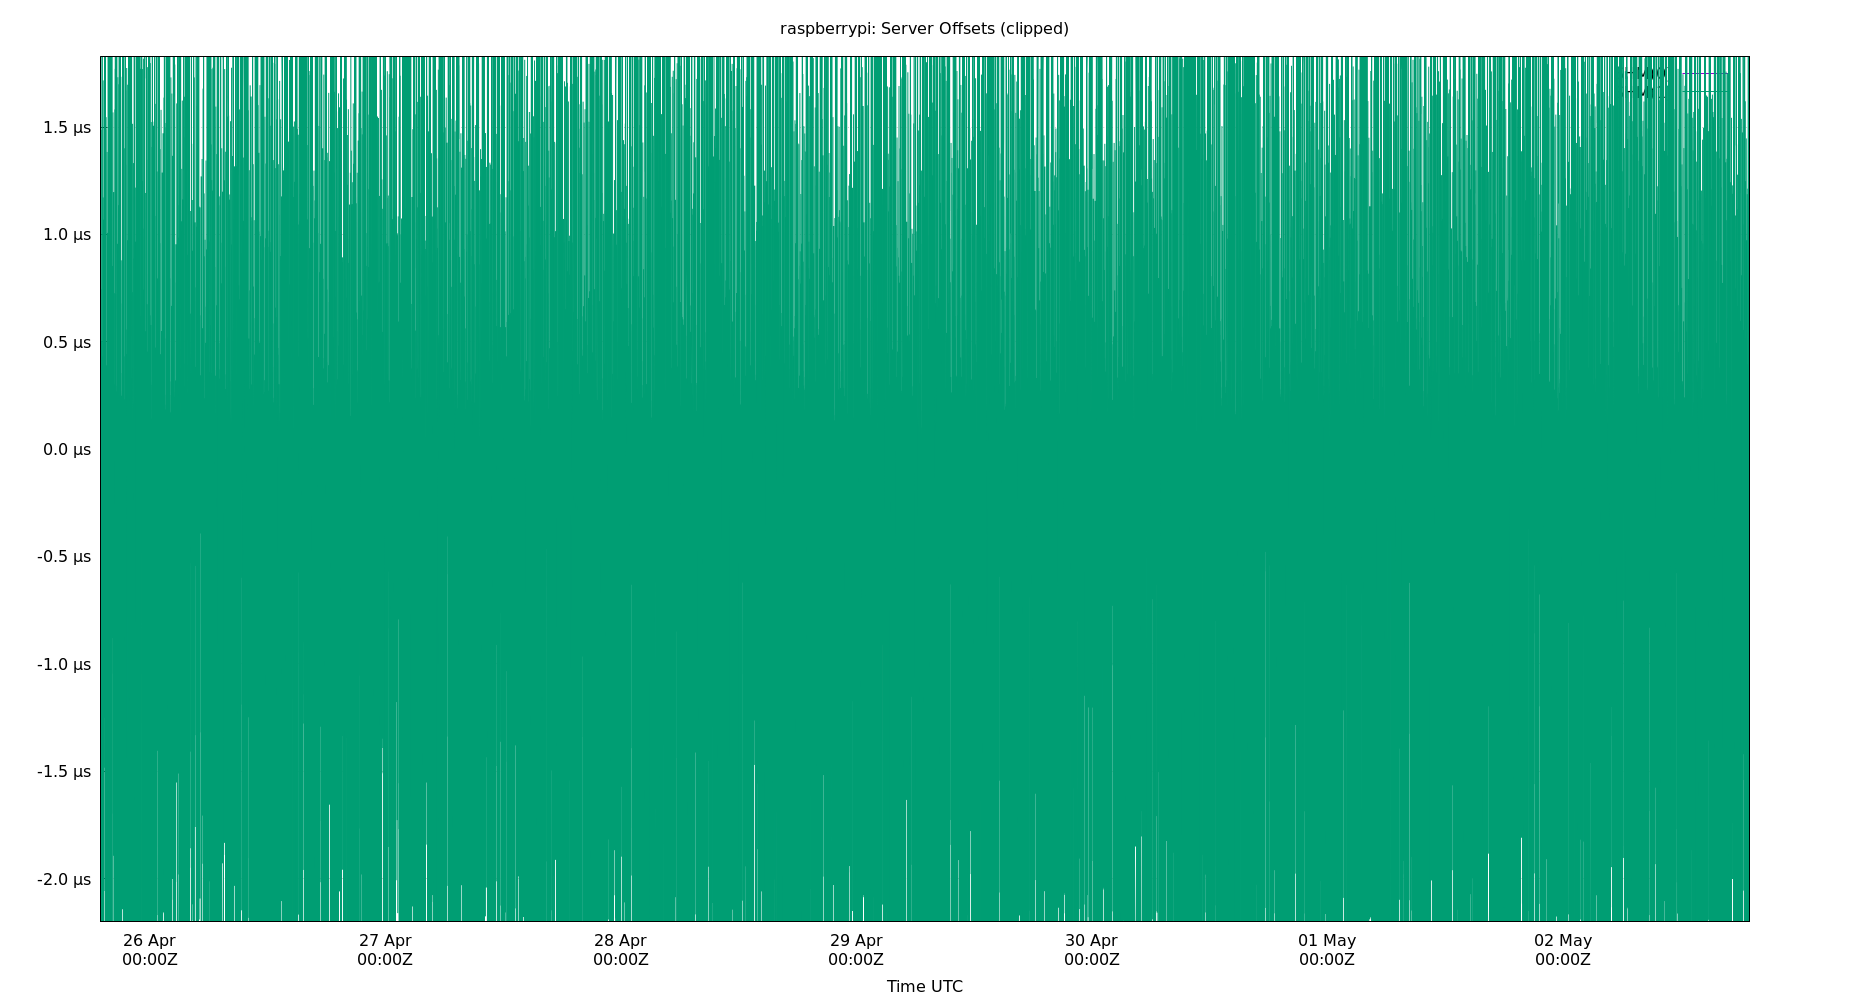 raspberrypi: Server Offsets (clipped)
1.5 µs
1.0 µs
0.5 µs
0.0 µs
-0.5 µs
-1.0 µs
-1.5 µs
-2.0 µs
26 Apr 27 Apr 28 Apr 29 Apr 30 Apr 01 May 02 May
00:00Z 00:00Z 00:00Z 00:00Z 00:00Z 00:00Z 00:00Z
Time UTC